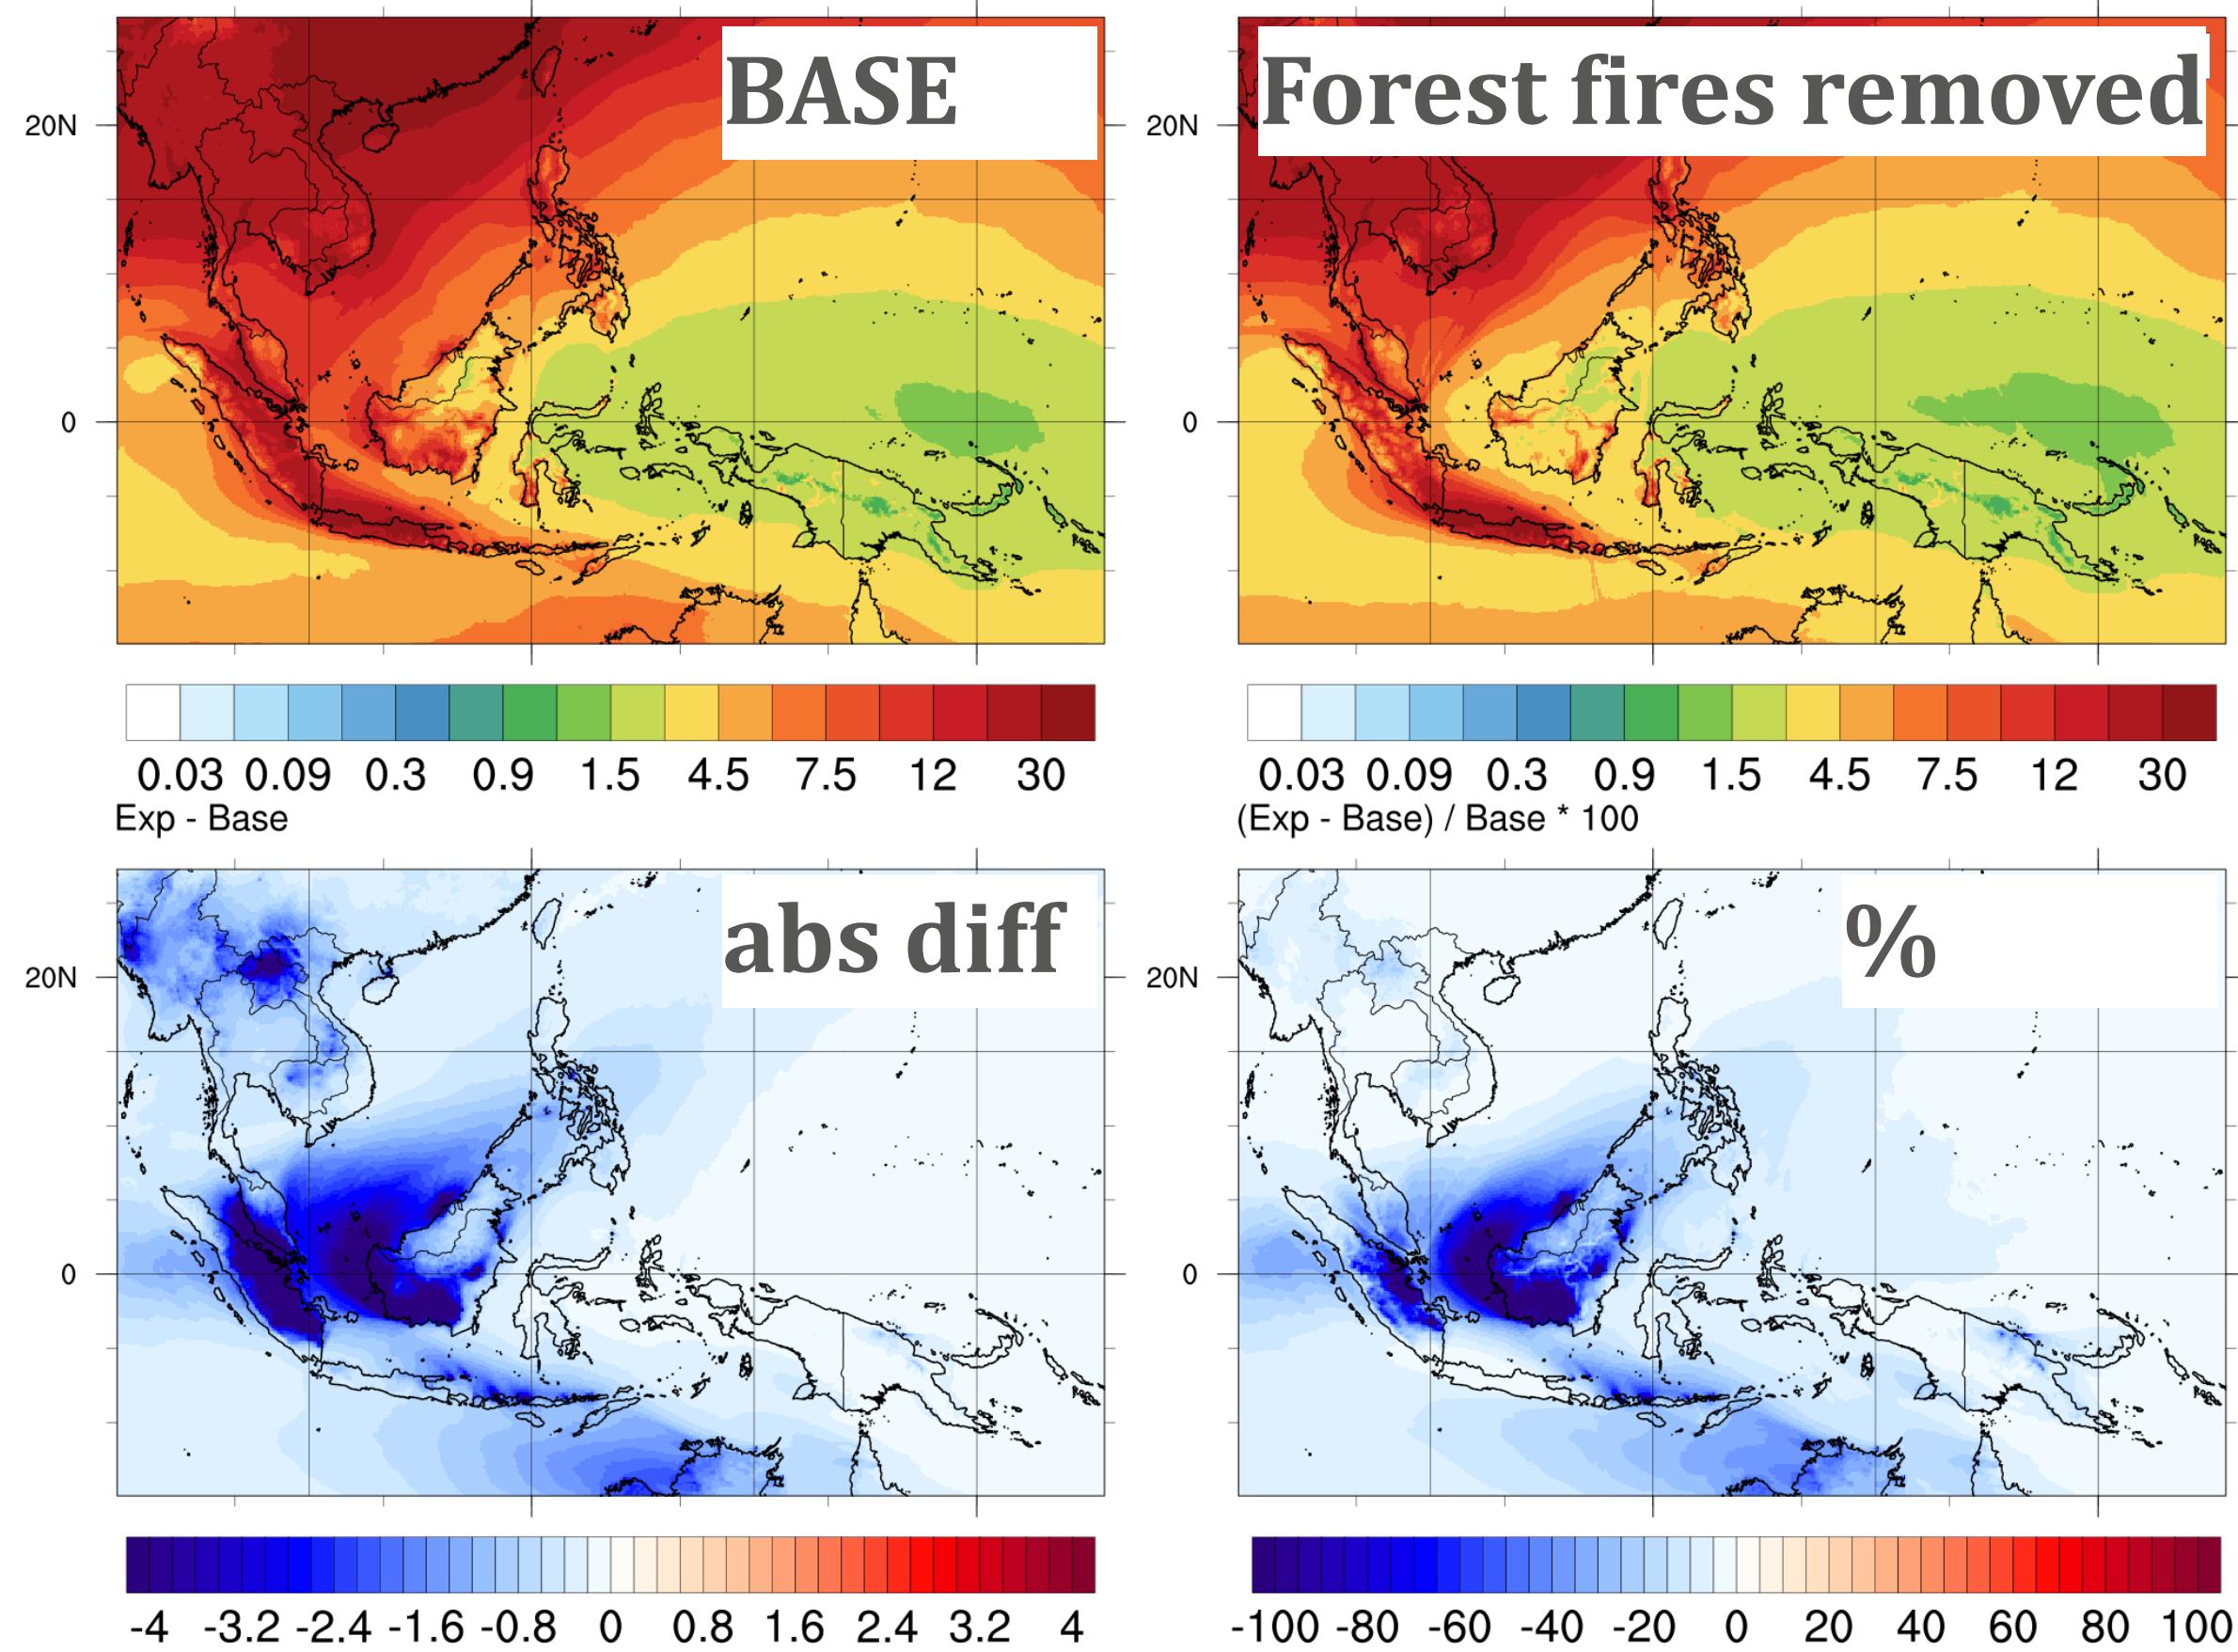 BASE
Forest fires removed
20N
0
20N
0
0.03 0.09 0.3 0.9 1.5 4.5 7.5 12 30
0.03 0.09 0.3 0.9 1.5 4.5 7.5 12 30
Exp - Base
(Exp - Base) / Base * 100
abs diff
%
20N
0
20N
0
-4 -3.2 -2.4 -1.6 -0.8 0 0.8 1.6 2.4 3.2 4
-100 -80 -60 -40 -20 0 20 40 60 80 100